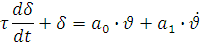 τ dδ/dt + δ = a₀·ϑ + a₁·ϑ̇